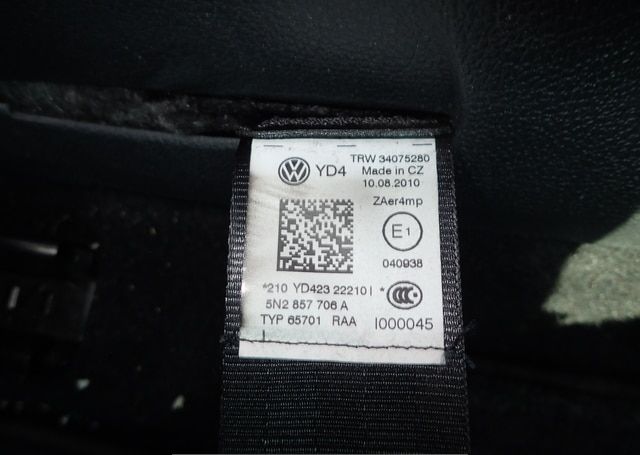 YD4
TRW 34075280
Made in CZ
10.08.2010
ZAer4mp
E1
040938
*210 YD423 22210 I *
5N2 857 706 A
TYP 65701 RAA
I000045